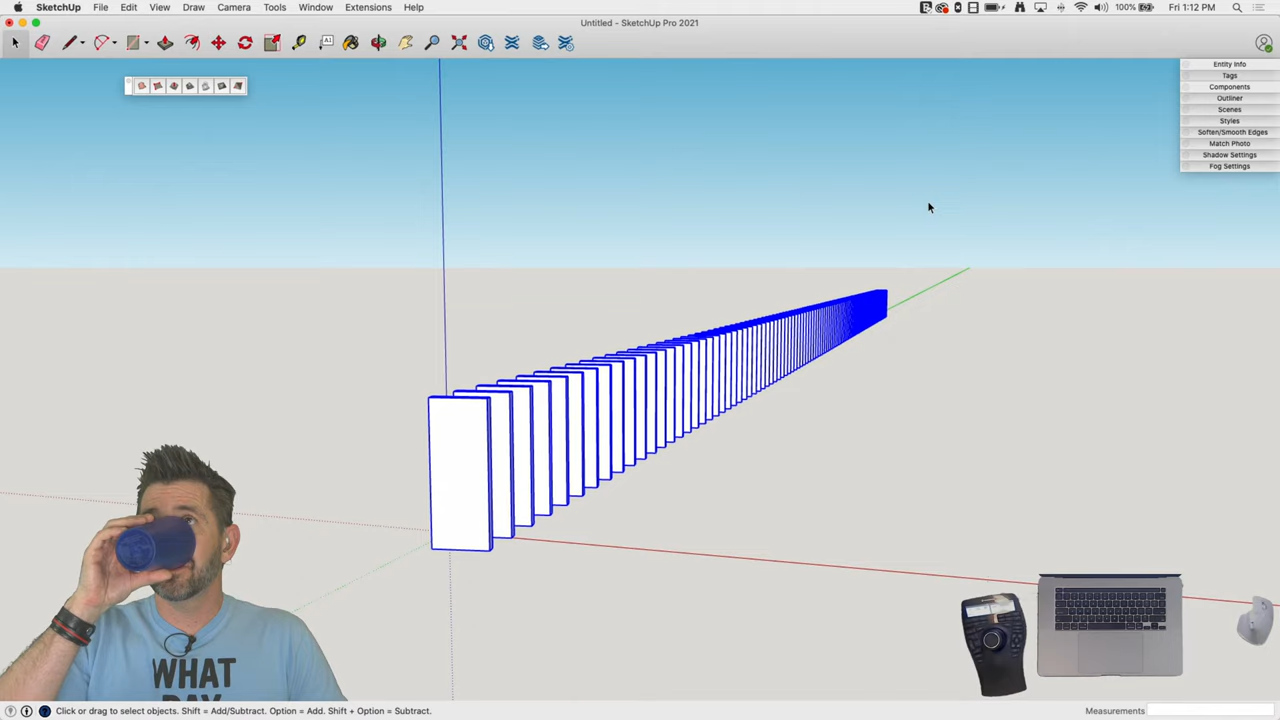 SketchUp File Edit View Draw Camera Tools Window Extensions Help 100% Fri 1:12 PM
Untitled - SketchUp Pro 2021
Entity Info
Tags
Components
Outliner
Scenes
Styles
Soften/Smooth Edges
Match Photo
Shadow Settings
Fog Settings
WHAT
DAY
Click or drag to select objects. Shift = Add/Subtract. Option = Add. Shift + Option = Subtract. Measurements